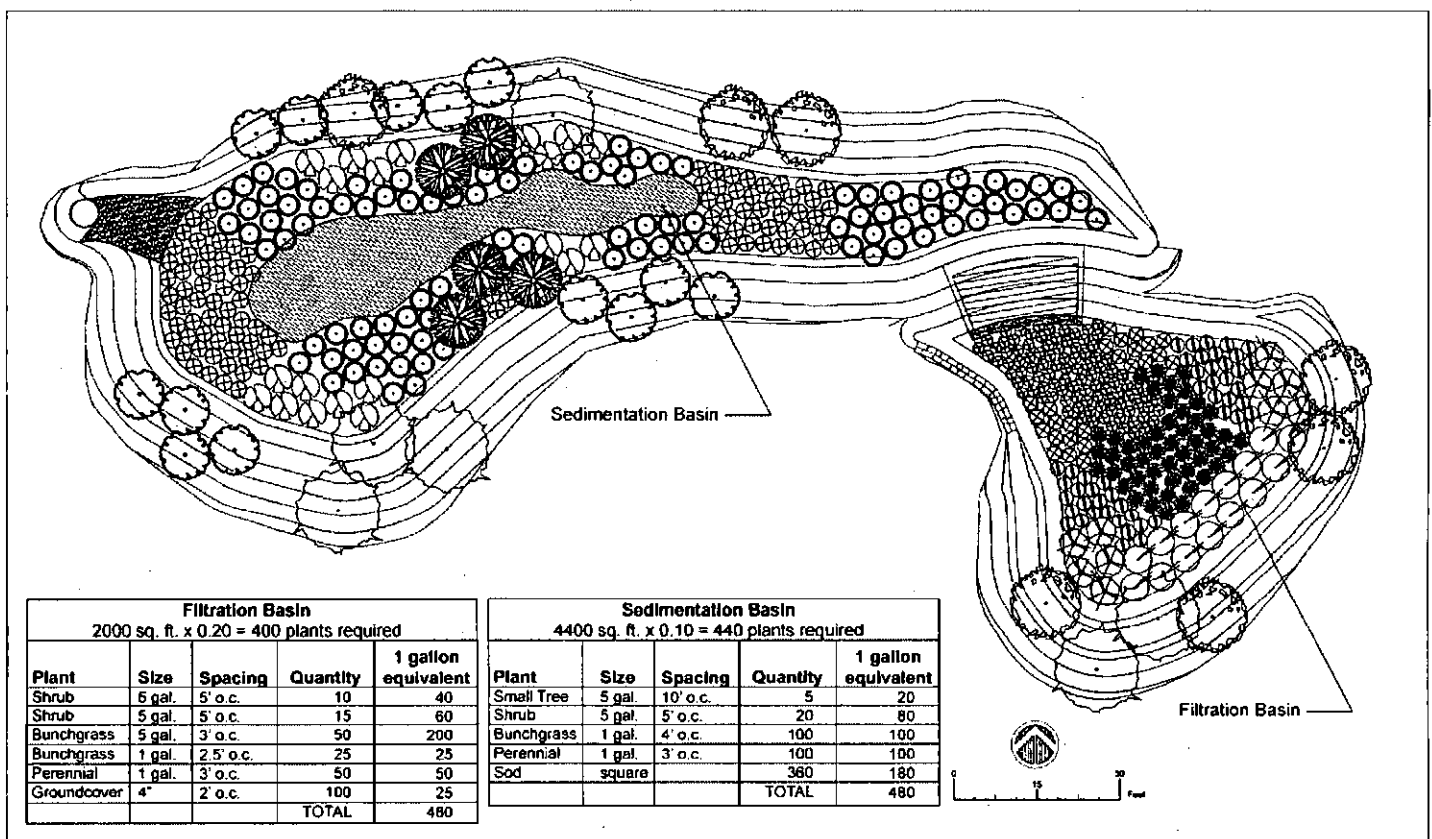 Sedimentation Basin
Filtration Basin
Filtration Basin
2000 sq. ft. x 0.20 = 400 plants required
Plant Size Spacing Quantity 1 gallon equivalent
Shrub 5 gal. 5' o.c. 10 40
Shrub 5 gal. 5' o.c. 15 60
Bunchgrass 5 gal. 3' o.c. 50 200
Bunchgrass 1 gal. 2.5' o.c. 25 25
Perennial 1 gal. 3' o.c. 50 50
Groundcover 4" 2' o.c. 100 25
TOTAL
Sedimentation Basin
4400 sq. ft. x 0.10 = 440 plants required
Plant Size Spacing Quantity 1 gallon equivalent
Small Tree 5 gal. 10' o.c. 5 20
Shrub 5 gal. 5' o.c. 20 80
Bunchgrass 1 gal. 4' o.c. 100 100
Perennial 1 gal. 3' o.c. 100 100
Sod square 360 180
TOTAL 480
NORTH
0 15 30
Feet